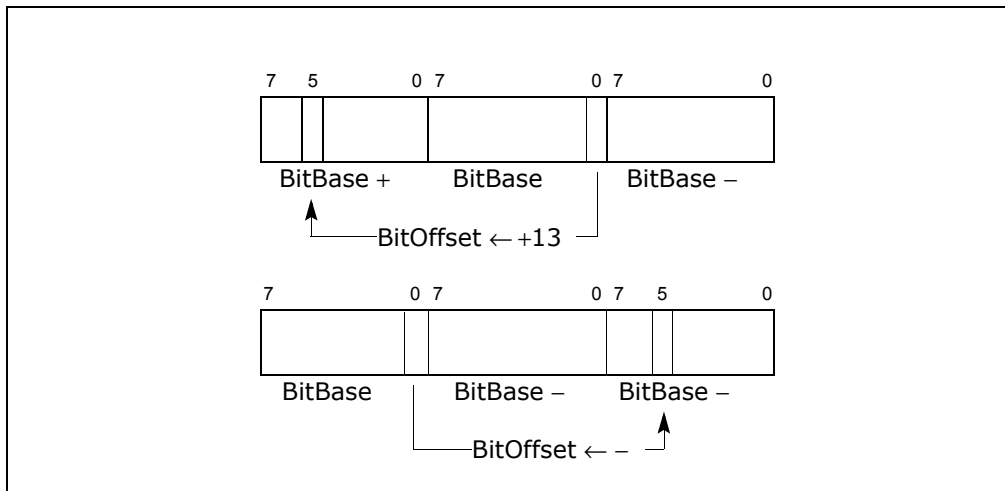 7 5 0 7 0 7 0
BitBase + BitBase BitBase −
BitOffset ← +13
7 0 7 0 7 5 0
BitBase BitBase − BitBase −
BitOffset ← −